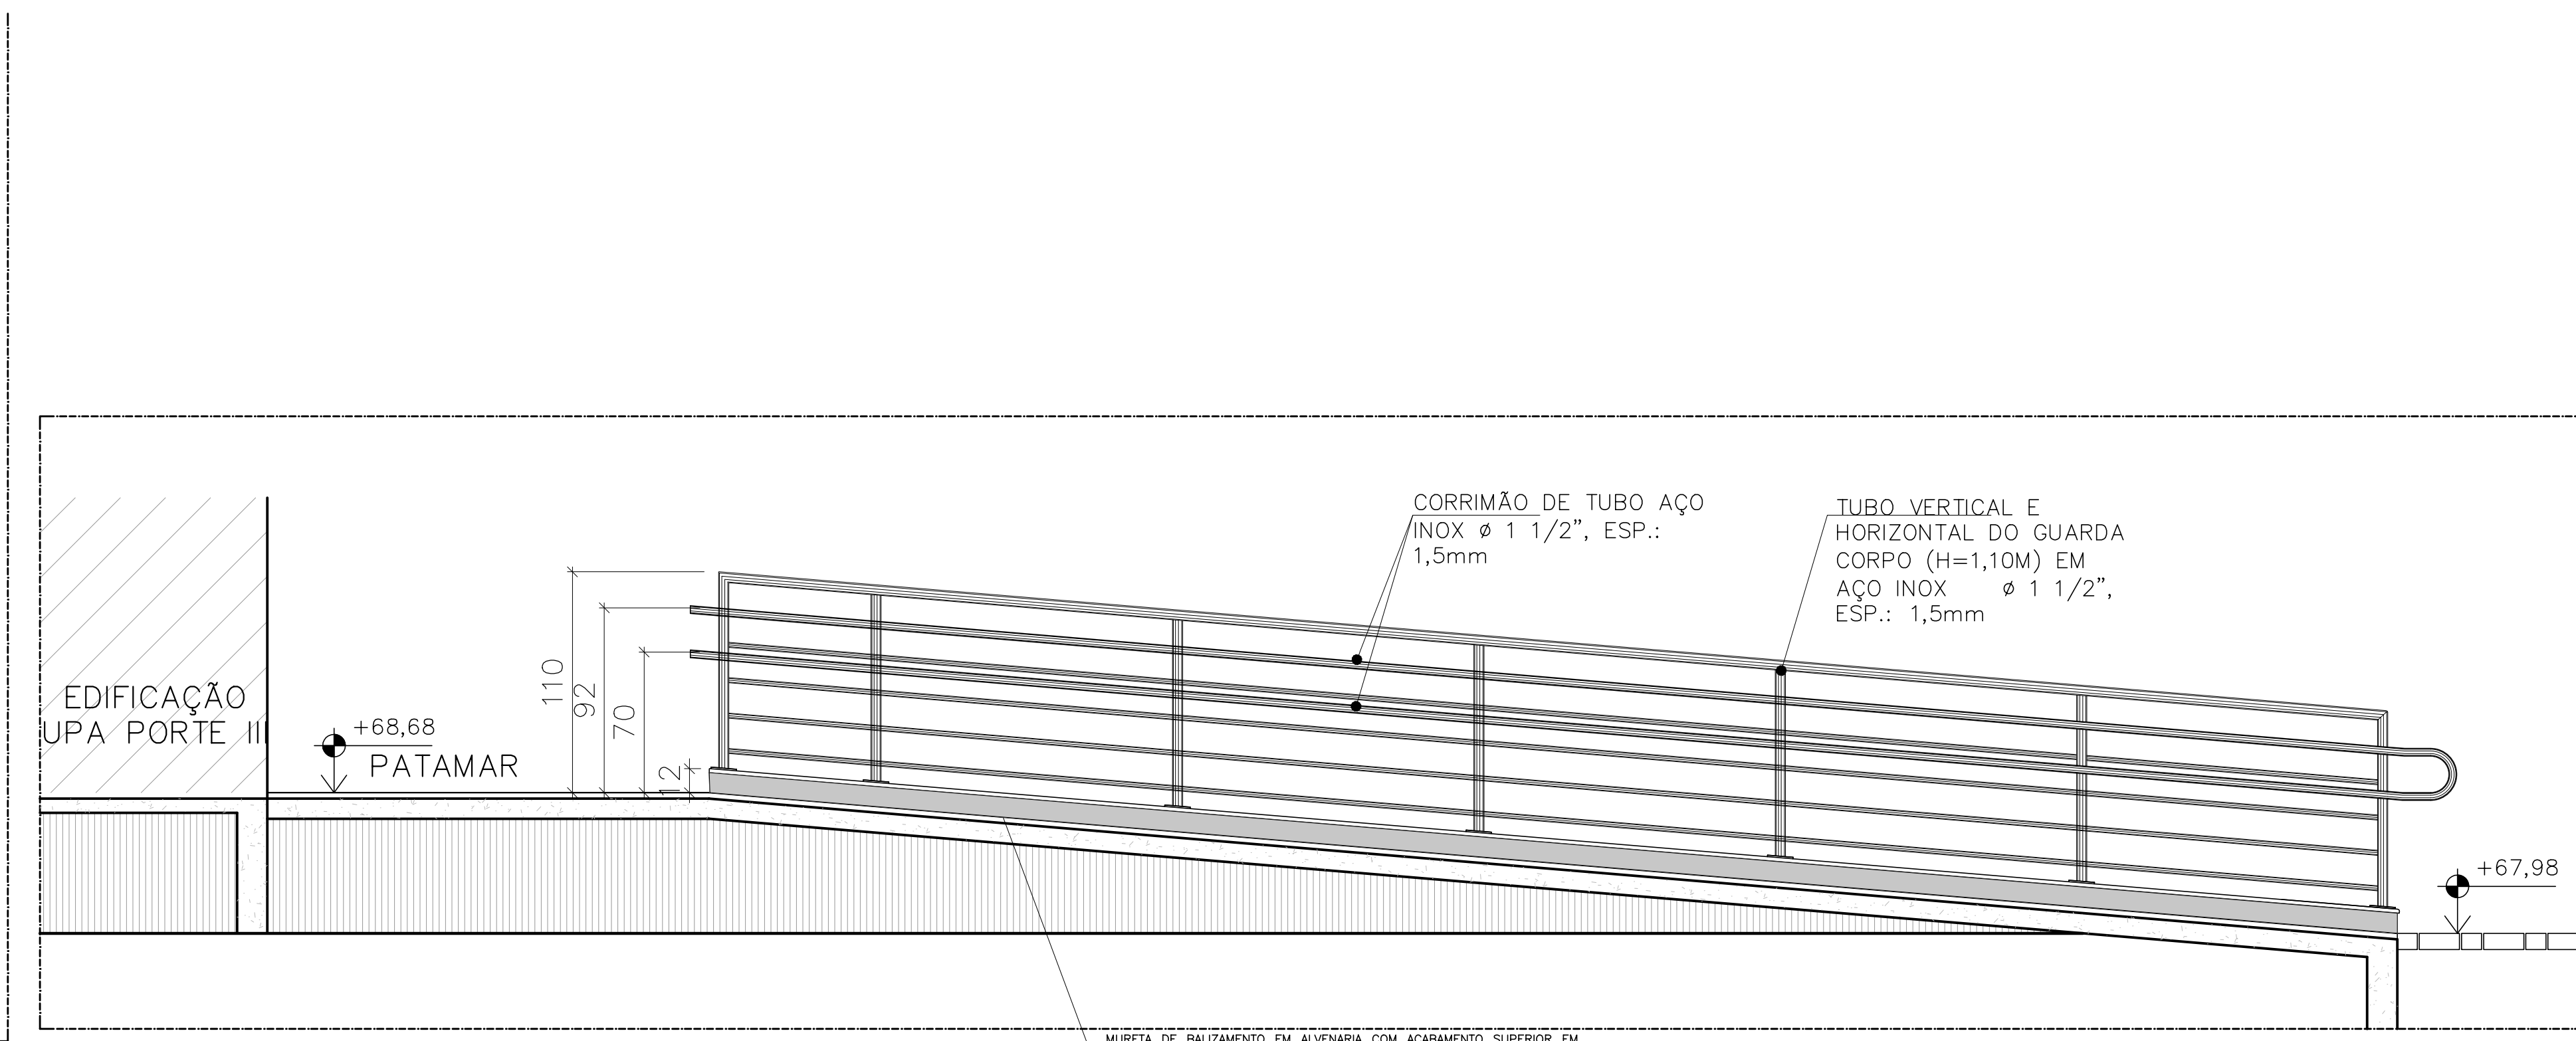 CORRIMÃO DE TUBO AÇO
INOX ø 1 1/2”, ESP.:
1,5mm
TUBO VERTICAL E
HORIZONTAL DO GUARDA
CORPO (H=1,10M) EM
AÇO INOX ø 1 1/2”,
ESP.: 1,5mm
110
92
70
12
EDIFICAÇÃO
UPA PORTE III
+68,68
PATAMAR
+67,98
MURETA DE BALIZAMENTO EM ALVENARIA COM ACABAMENTO SUPERIOR EM